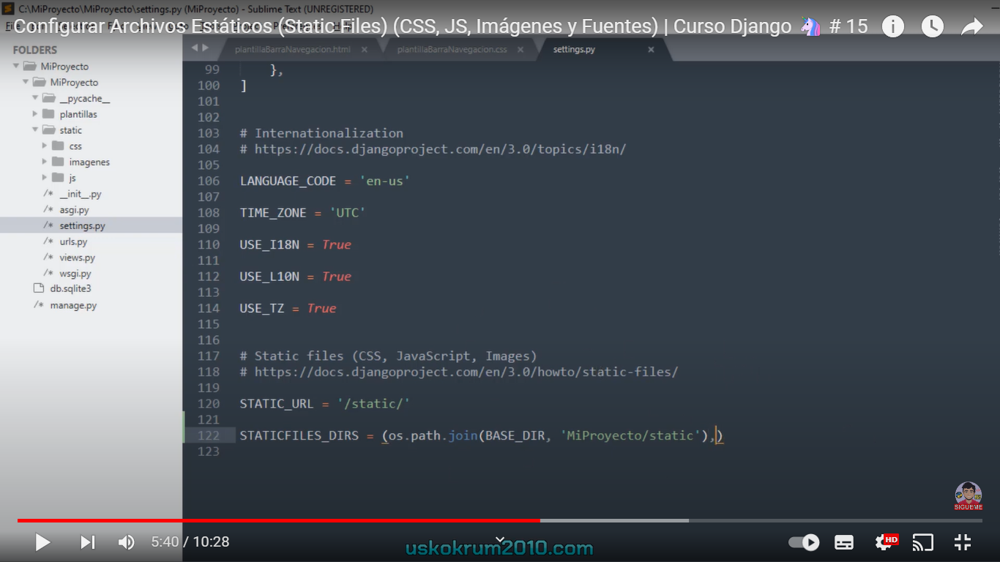 C:\MiProyecto\MiProyecto\settings.py (MiProyecto) - Sublime Text (UNREGISTERED)
Configurar Archivos Estáticos (Static Files) (CSS, JS, Imágenes y Fuentes) | Curso Django 🦄 # 15
FOLDERS
MiProyecto
MiProyecto
__pycache__
plantillas
static
css
imagenes
js
/* __init__.py
/* asgi.py
/* settings.py
/* urls.py
/* views.py
/* wsgi.py
db.sqlite3
/* manage.py
plantillaBarraNavegacion.html × plantillaBarraNavegacion.css × settings.py ×
99 },
100 ]
101
102
103 # Internationalization
104 # https://docs.djangoproject.com/en/3.0/topics/i18n/
105
106 LANGUAGE_CODE = 'en-us'
107
108 TIME_ZONE = 'UTC'
109
110 USE_I18N = True
111
112 USE_L10N = True
113
114 USE_TZ = True
115
116
117 # Static files (CSS, JavaScript, Images)
118 # https://docs.djangoproject.com/en/3.0/howto/static-files/
119
120 STATIC_URL = '/static/'
121
122 STATICFILES_DIRS = (os.path.join(BASE_DIR, 'MiProyecto/static'),)
123
SIGUEME
5:40 / 10:28
HD
uskokrum2010.com